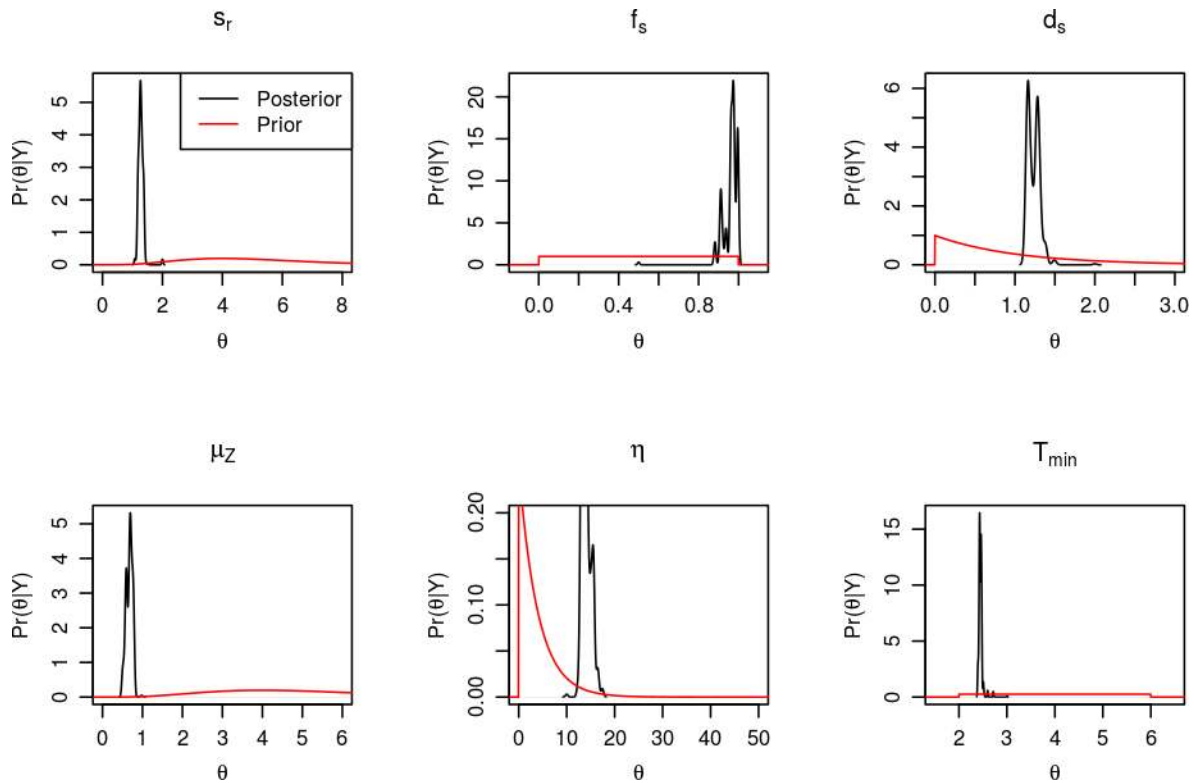 s_r
f_s
d_s
Pr(θ|Y)
0 1 2 3 4 5
Posterior
Prior
0 2 4 6 8
θ
Pr(θ|Y)
0 5 10 15 20
0.0 0.4 0.8
θ
Pr(θ|Y)
0 2 4 6
0.0 1.0 2.0 3.0
θ
μ_Z
η
T_min
Pr(θ|Y)
0 1 2 3 4 5
0 1 2 3 4 5 6
θ
Pr(θ|Y)
0.00 0.10 0.20
0 10 20 30 40 50
θ
Pr(θ|Y)
0 5 10 15
2 3 4 5 6
θ